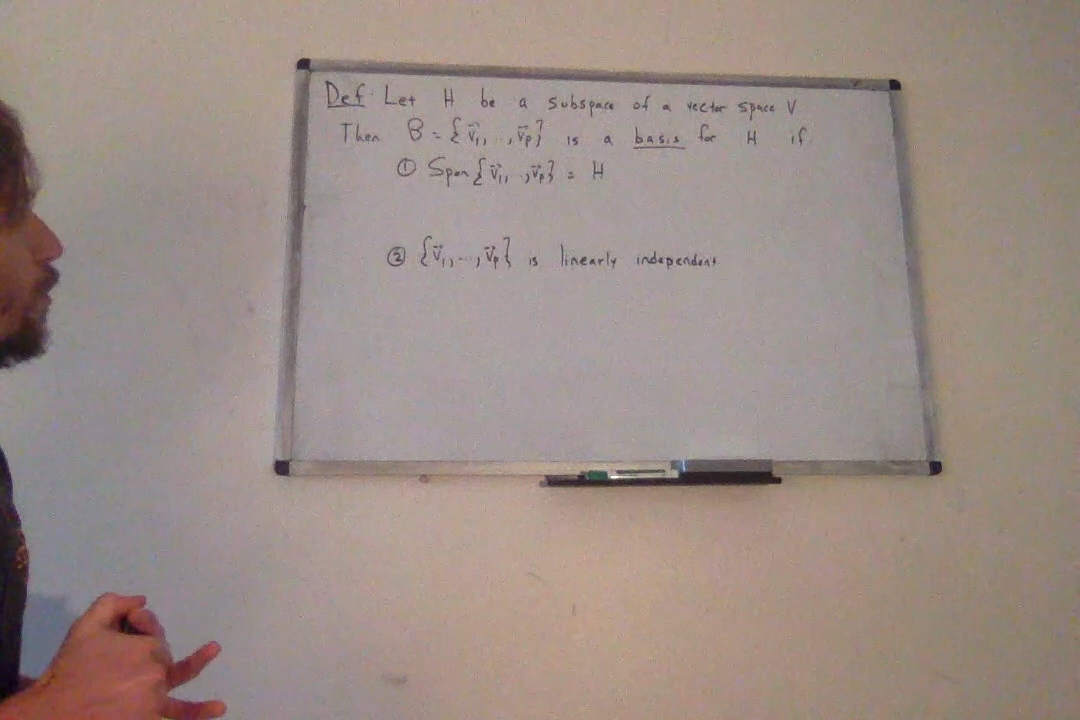 Def: Let H be a subspace of a vector space V
Then B = {v⃗₁, ..., v⃗ₚ} is a basis for H if:
① Span{v⃗₁, ..., v⃗ₚ} = H
② {v⃗₁, ..., v⃗ₚ} is linearly independent